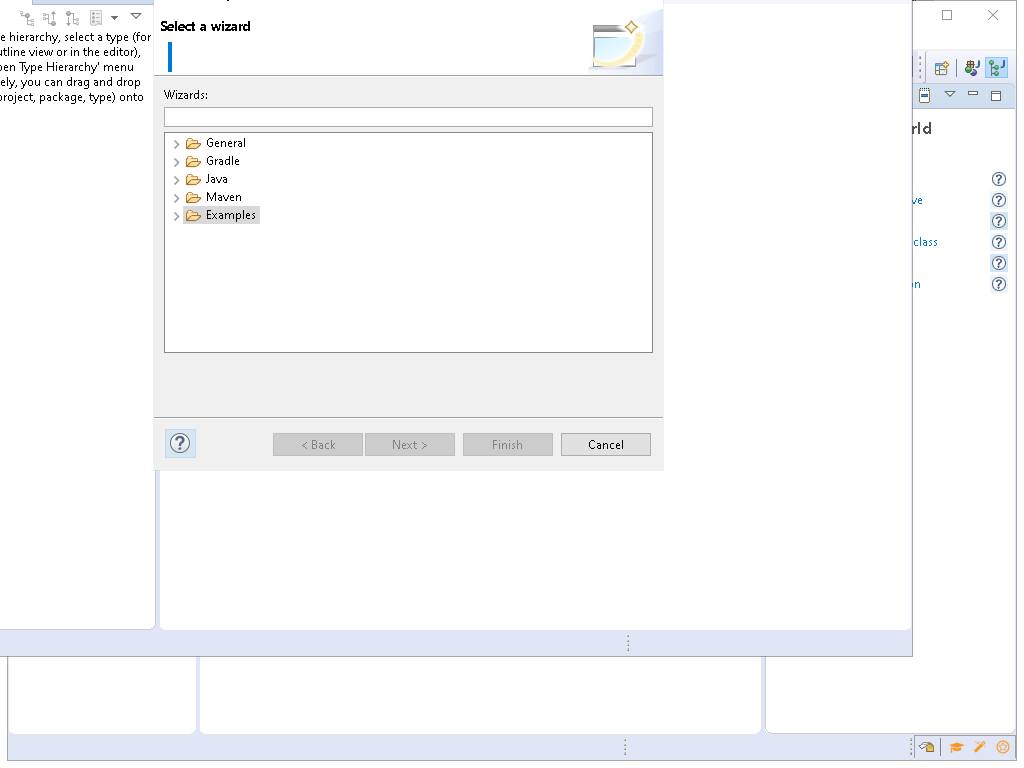 Select a wizard
e hierarchy, select a type (for
utline view or in the editor),
pen Type Hierarchy' menu
ely, you can drag and drop
project, package, type) onto
Wizards:
General
Gradle
Java
Maven
Examples
< Back
Next >
Finish
Cancel
rld
ve
class
on